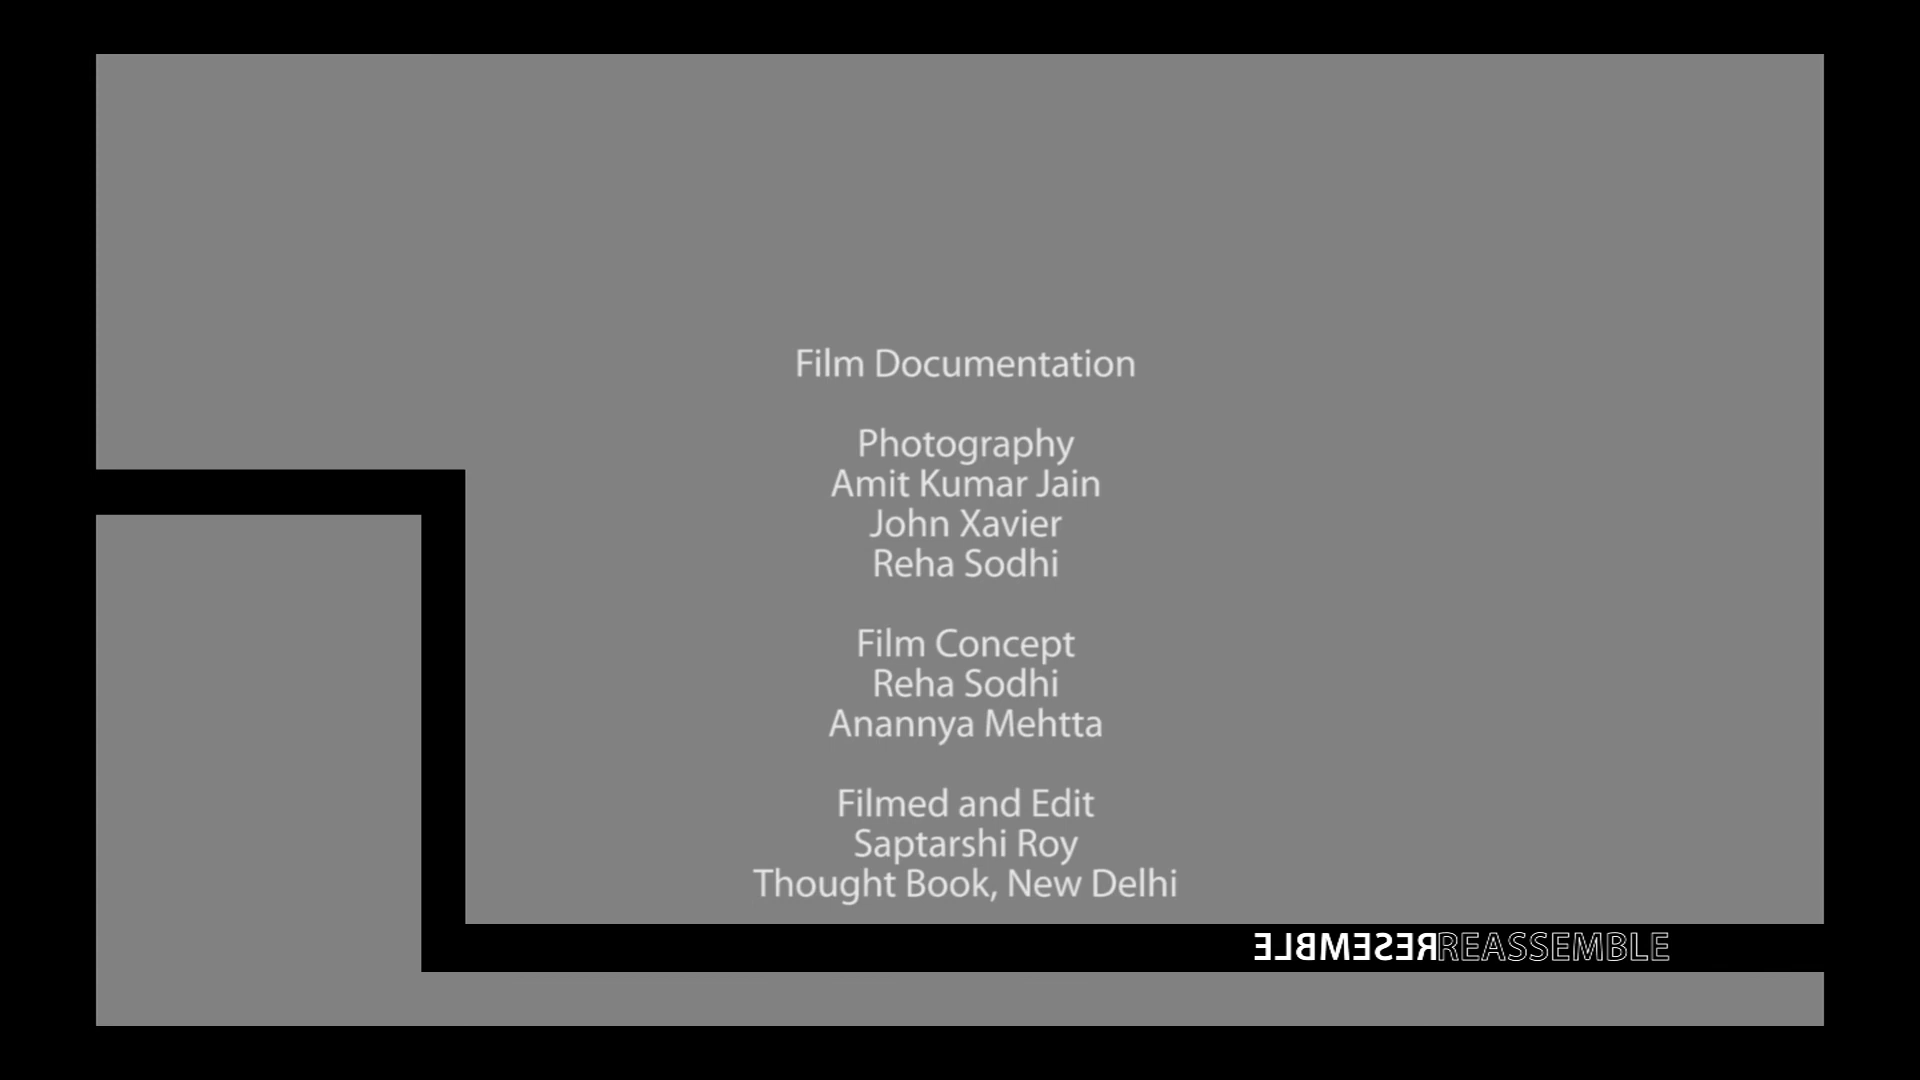 Film Documentation
Photography
Amit Kumar Jain
John Xavier
Reha Sodhi
Film Concept
Reha Sodhi
Anannya Mehtta
Filmed and Edit
Saptarshi Roy
Thought Book, New Delhi
RESEMBLEREASSEMBLE